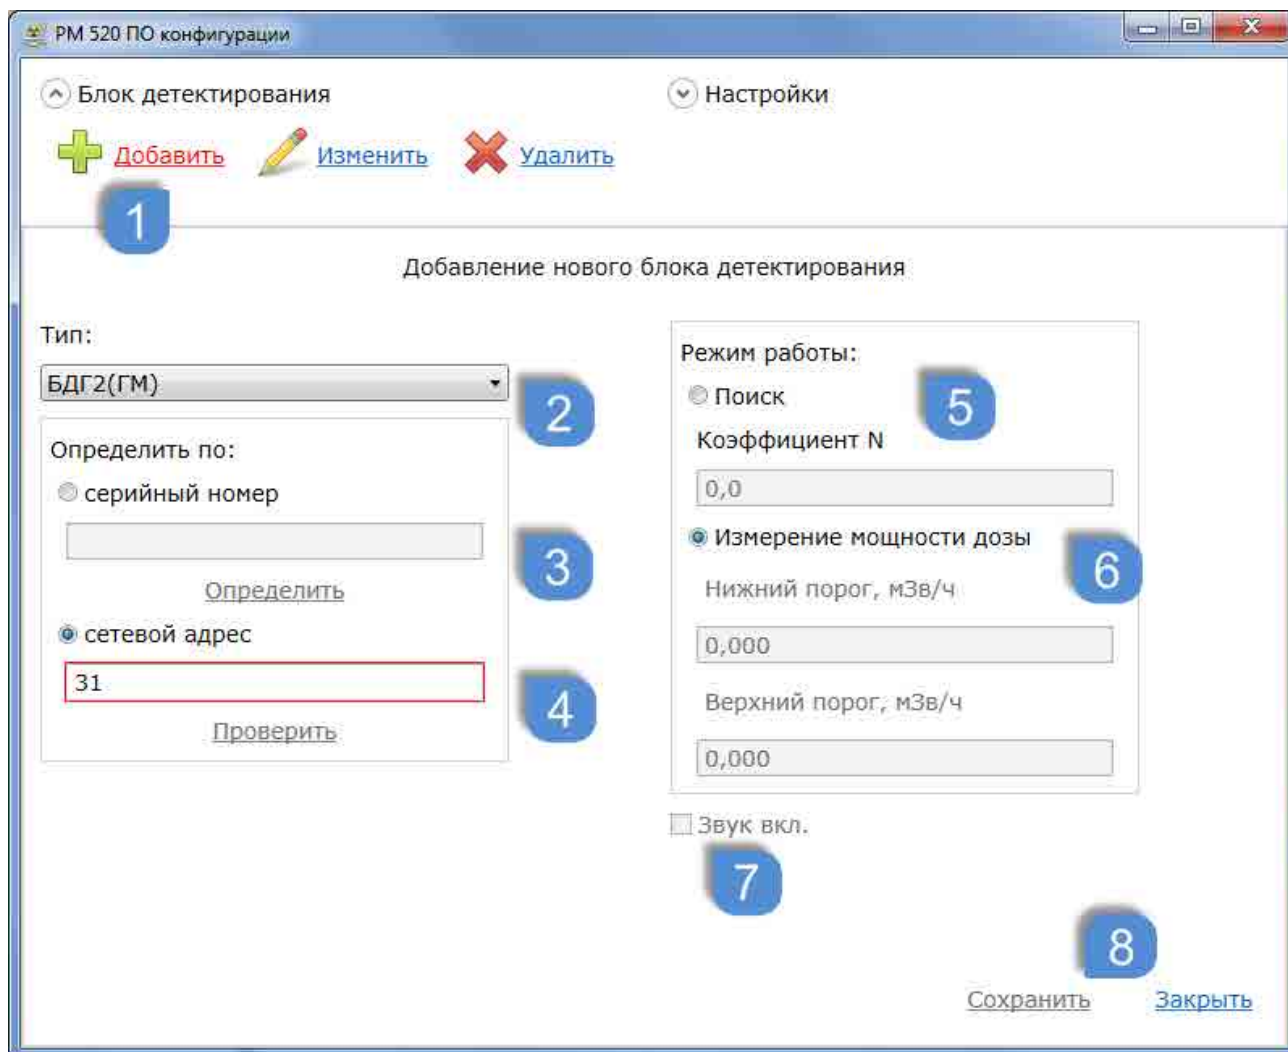 РМ 520 ПО конфигурации
Блок детектирования
Настройки
Добавить Изменить Удалить
1
Добавление нового блока детектирования
Тип:
БДГ2(ГМ)
2
Определить по:
серийный номер
3
Определить
сетевой адрес
31
4
Проверить
Режим работы:
Поиск
5
Коэффициент N
0,0
Измерение мощности дозы
6
Нижний порог, мЗв/ч
0,000
Верхний порог, мЗв/ч
0,000
Звук вкл.
7
8
Сохранить Закрыть